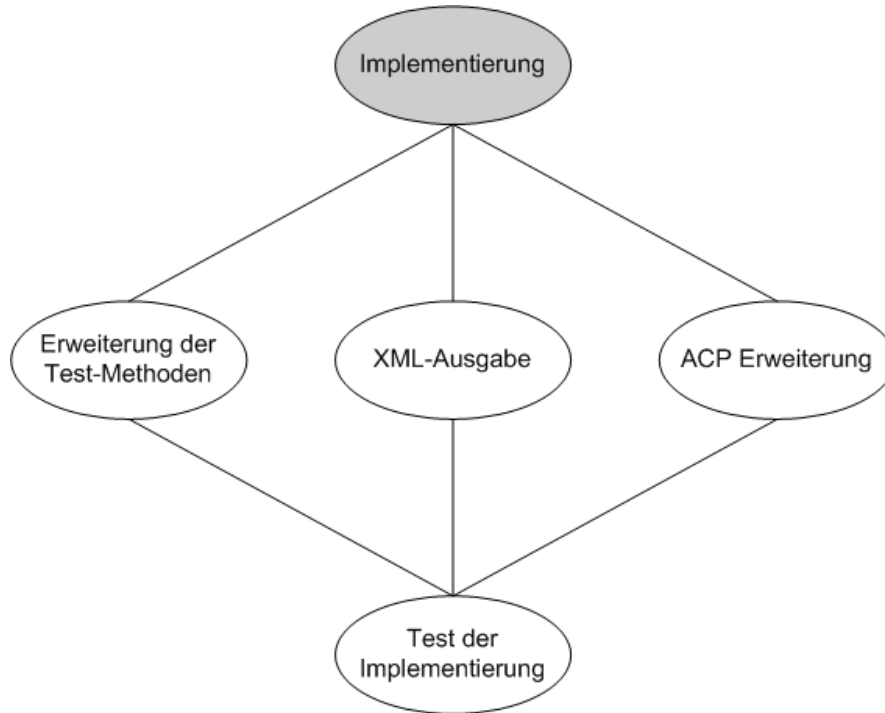 Implementierung
Erweiterung der
Test-Methoden
XML-Ausgabe
ACP Erweiterung
Test der
Implementierung